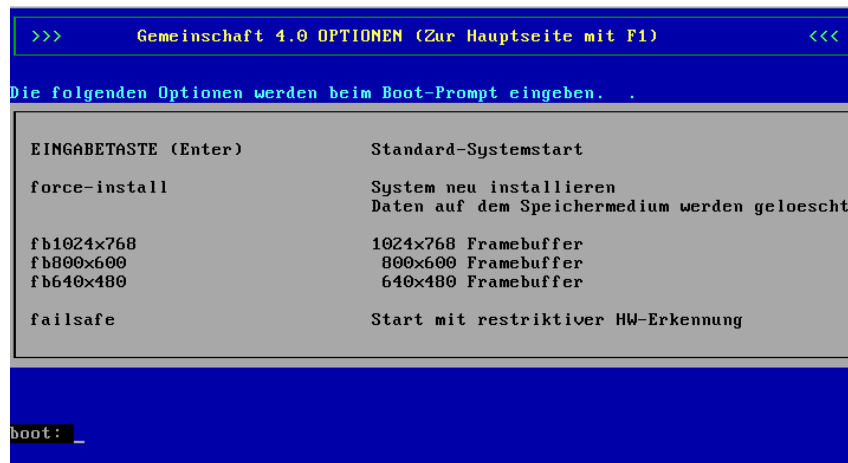 >>> Gemeinschaft 4.0 OPTIONEN (Zur Hauptseite mit F1) <<<
Die folgenden Optionen werden beim Boot-Prompt eingeben. .
EINGABETASTE (Enter) Standard-Systemstart
force-install System neu installieren
Daten auf dem Speichermedium werden geloescht
fb1024x768 1024x768 Framebuffer
fb800x600 800x600 Framebuffer
fb640x480 640x480 Framebuffer
failsafe Start mit restriktiver HW-Erkennung
boot: _